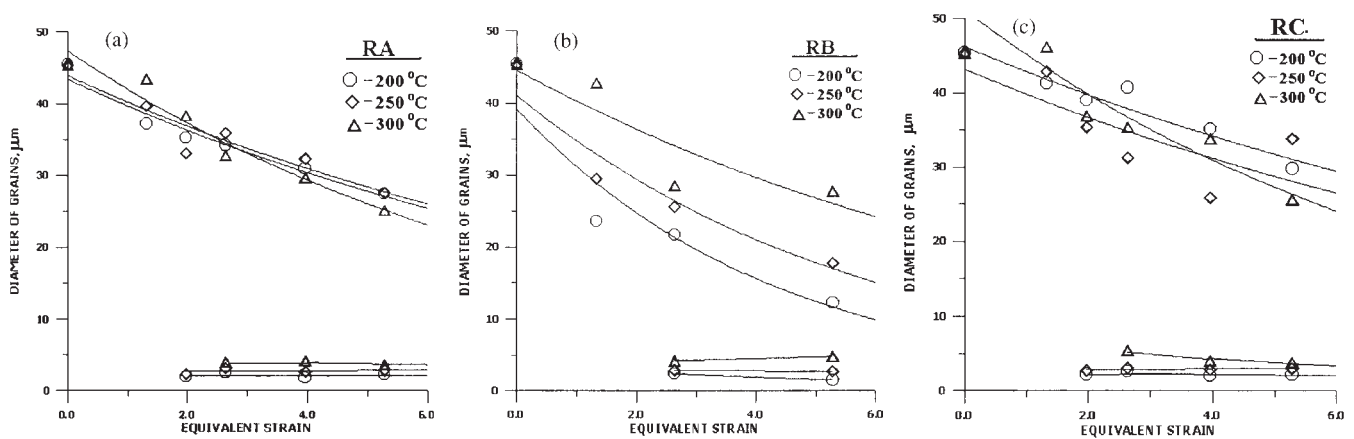 (a)
RA
-200 °C
-250 °C
-300 °C
50
40
30
20
10
0
0.0
2.0
4.0
6.0
DIAMETER OF GRAINS, µm
EQUIVALENT STRAIN
(b)
RB
-200 °C
-250 °C
-300 °C
50
40
30
20
10
0
0.0
2.0
4.0
6.0
DIAMETER OF GRAINS, µm
EQUIVALENT STRAIN
(c)
RC.
-200 °C
-250 °C
-300 °C
50
40
30
20
10
0
0.0
2.0
4.0
6.0
DIAMETER OF GRAINS, µm
EQUIVALENT STRAIN